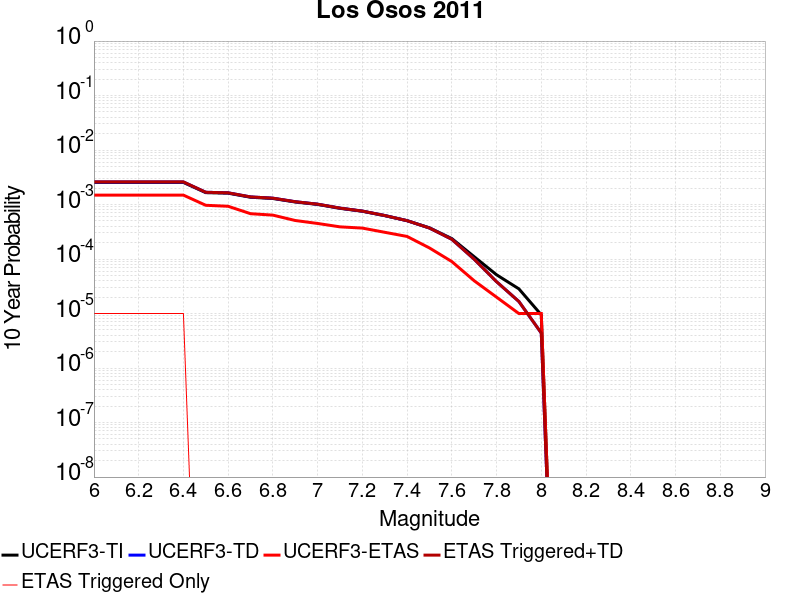 Los Osos 2011
10 Year Probability
10^0
10^-1
10^-2
10^-3
10^-4
10^-5
10^-6
10^-7
10^-8
6 6.2 6.4 6.6 6.8 7 7.2 7.4 7.6 7.8 8 8.2 8.4 8.6 8.8 9
Magnitude
UCERF3-TI UCERF3-TD UCERF3-ETAS ETAS Triggered+TD
ETAS Triggered Only